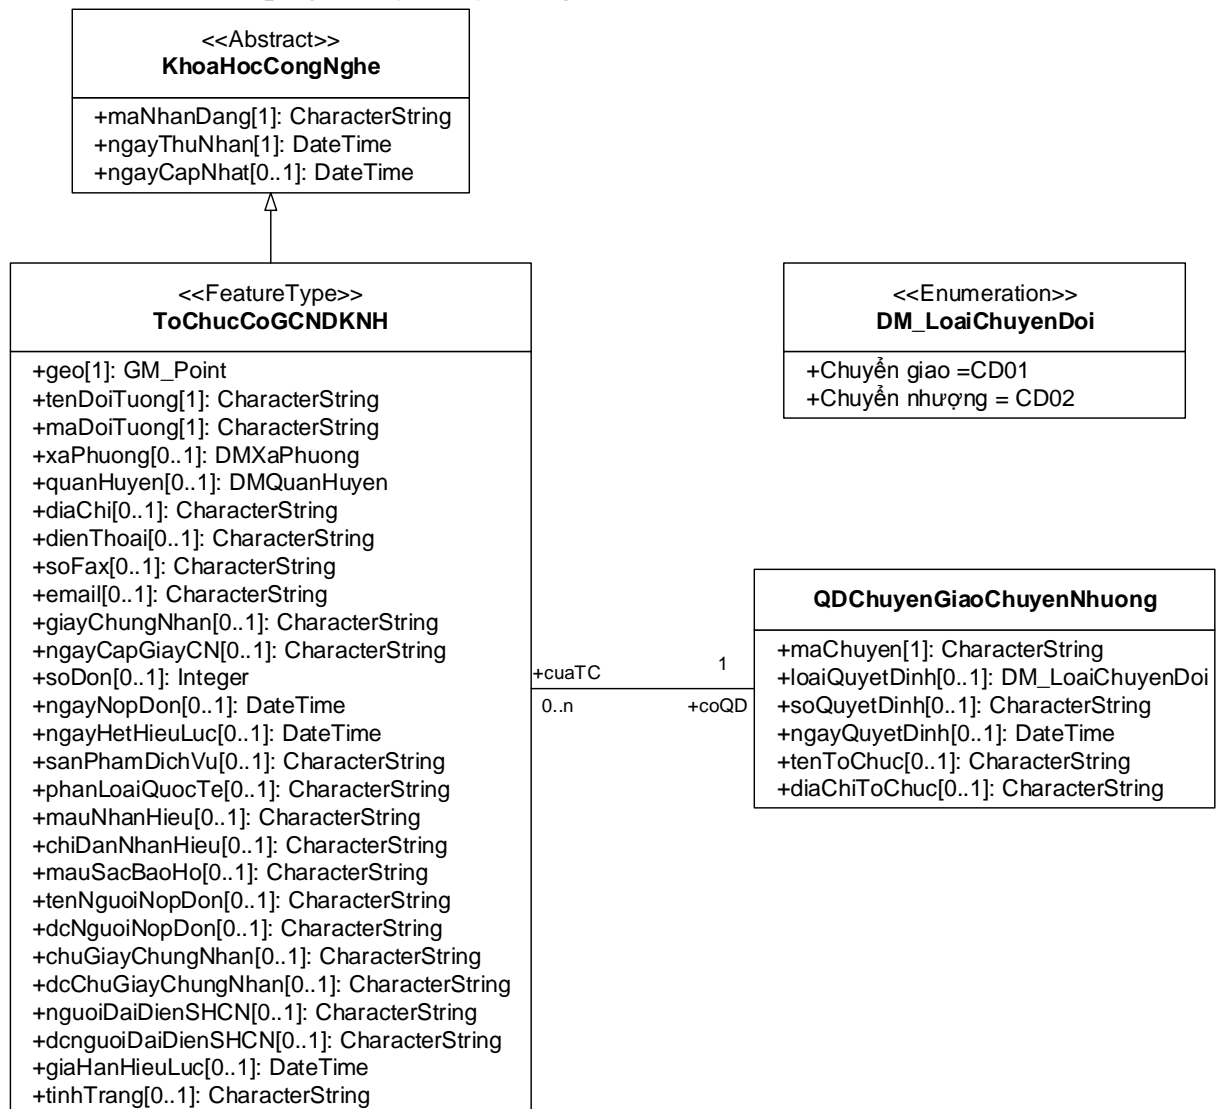 <<Abstract>>
KhoaHocCongNghe
+maNhanDang[1]: CharacterString
+ngayThuNhan[1]: DateTime
+ngayCapNhat[0..1]: DateTime
<<FeatureType>>
ToChucCoGCNDKNH
+geo[1]: GM_Point
+tenDoiTuong[1]: CharacterString
+maDoiTuong[1]: CharacterString
+xaPhuong[0..1]: DMXaPhuong
+quanHuyen[0..1]: DMQuanHuyen
+diaChi[0..1]: CharacterString
+dienThoai[0..1]: CharacterString
+soFax[0..1]: CharacterString
+email[0..1]: CharacterString
+giayChungNhan[0..1]: CharacterString
+ngayCapGiayCN[0..1]: CharacterString
+soDon[0..1]: Integer
+ngayNopDon[0..1]: DateTime
+ngayHetHieuLuc[0..1]: DateTime
+sanPhamDichVu[0..1]: CharacterString
+phanLoaiQuocTe[0..1]: CharacterString
+mauNhanHieu[0..1]: CharacterString
+chiDanNhanHieu[0..1]: CharacterString
+mauSacBaoHo[0..1]: CharacterString
+tenNguoiNopDon[0..1]: CharacterString
+dcNguoiNopDon[0..1]: CharacterString
+chuGiayChungNhan[0..1]: CharacterString
+dcChuGiayChungNhan[0..1]: CharacterString
+nguoiDaiDienSHCN[0..1]: CharacterString
+dcnguoiDaiDienSHCN[0..1]: CharacterString
+giaHanHieuLuc[0..1]: DateTime
+tinhTrang[0..1]: CharacterString
<<Enumeration>>
DM_LoaiChuyenDoi
+Chuyển giao =CD01
+Chuyển nhượng = CD02
+cuaTC
1
0..n
+coQD
QDChuyenGiaoChuyenNhuong
+maChuyen[1]: CharacterString
+loaiQuyetDinh[0..1]: DM_LoaiChuyenDoi
+soQuyetDinh[0..1]: CharacterString
+ngayQuyetDinh[0..1]: DateTime
+tenToChuc[0..1]: CharacterString
+diaChiToChuc[0..1]: CharacterString